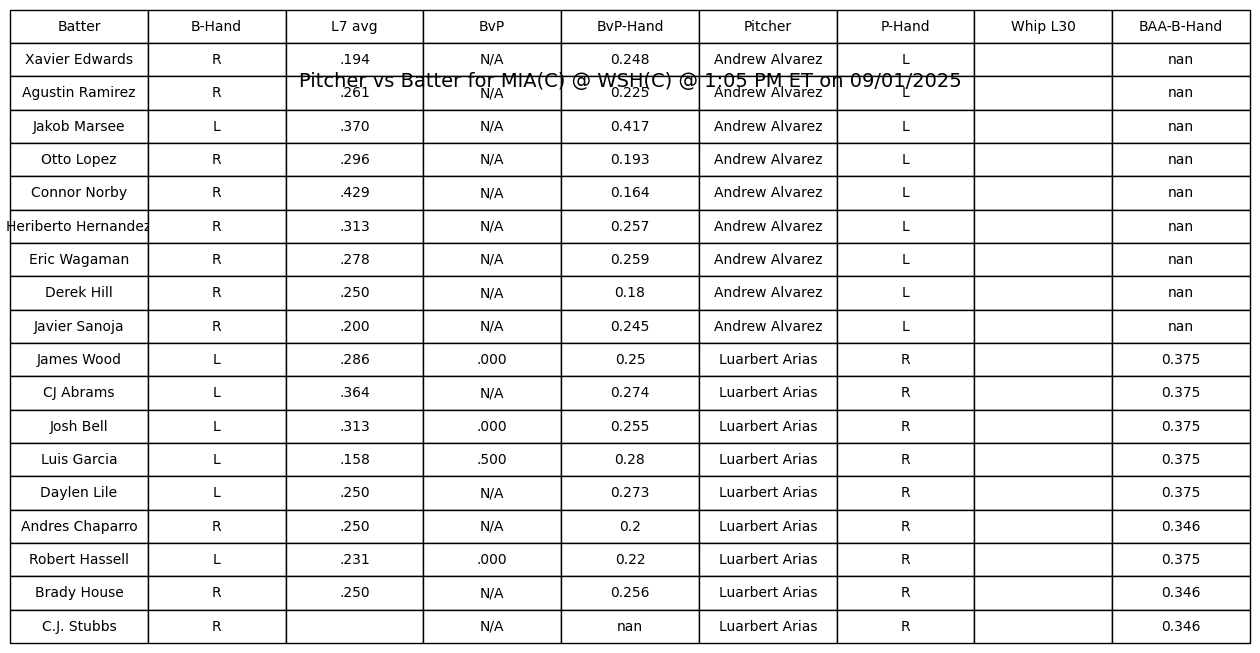 Batter B-Hand L7 avg BvP BvP-Hand Pitcher P-Hand Whip L30 BAA-B-Hand
Xavier Edwards R .194 N/A 0.248 Andrew Alvarez L nan
Pitcher vs Batter for MIA(C) @ WSH(C) @ 1:05 PM ET on 09/01/2025
Agustin Ramirez R .261 N/A 0.225 Andrew Alvarez L nan
Jakob Marsee L .370 N/A 0.417 Andrew Alvarez L nan
Otto Lopez R .296 N/A 0.193 Andrew Alvarez L nan
Connor Norby R .429 N/A 0.164 Andrew Alvarez L nan
Heriberto Hernandez R .313 N/A 0.257 Andrew Alvarez L nan
Eric Wagaman R .278 N/A 0.259 Andrew Alvarez L nan
Derek Hill R .250 N/A 0.18 Andrew Alvarez L nan
Javier Sanoja R .200 N/A 0.245 Andrew Alvarez L nan
James Wood L .286 .000 0.25 Luarbert Arias R 0.375
CJ Abrams L .364 N/A 0.274 Luarbert Arias R 0.375
Josh Bell L .313 .000 0.255 Luarbert Arias R 0.375
Luis Garcia L .158 .500 0.28 Luarbert Arias R 0.375
Daylen Lile L .250 N/A 0.273 Luarbert Arias R 0.375
Andres Chaparro R .250 N/A 0.2 Luarbert Arias R 0.346
Robert Hassell L .231 .000 0.22 Luarbert Arias R 0.375
Brady House R .250 N/A 0.256 Luarbert Arias R 0.346
C.J. Stubbs R N/A nan Luarbert Arias R 0.346